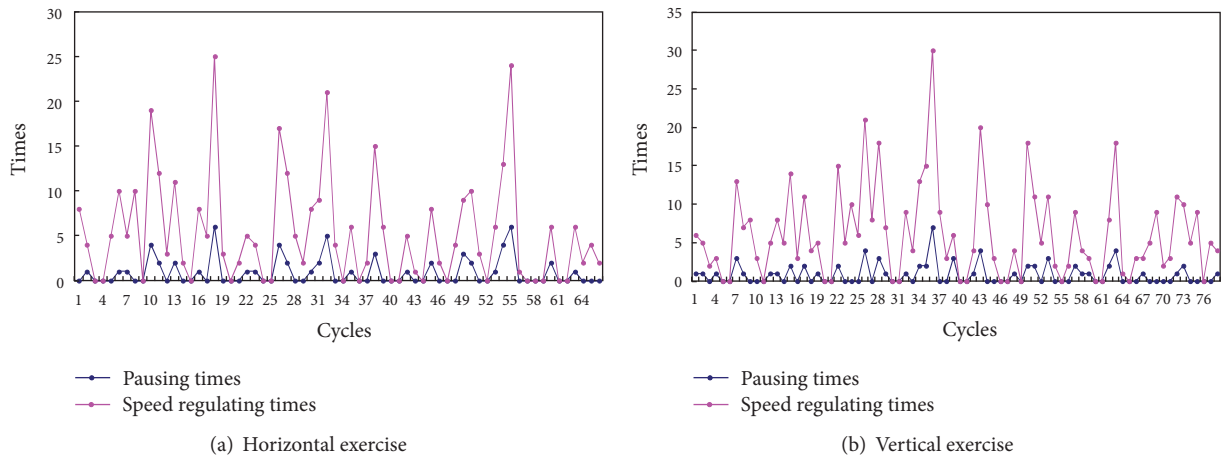 30
25
20
15
10
5
0
Times
1 4 7 10 13 16 19 22 25 28 31 34 37 40 43 46 49 52 55 58 61 64
Cycles
Pausing times
Speed regulating times
(a) Horizontal exercise
35
30
25
20
15
10
5
0
Times
1 4 7 10 13 16 19 22 25 28 31 34 37 40 43 46 49 52 55 58 61 64 67 70 73 76
Cycles
Pausing times
Speed regulating times
(b) Vertical exercise